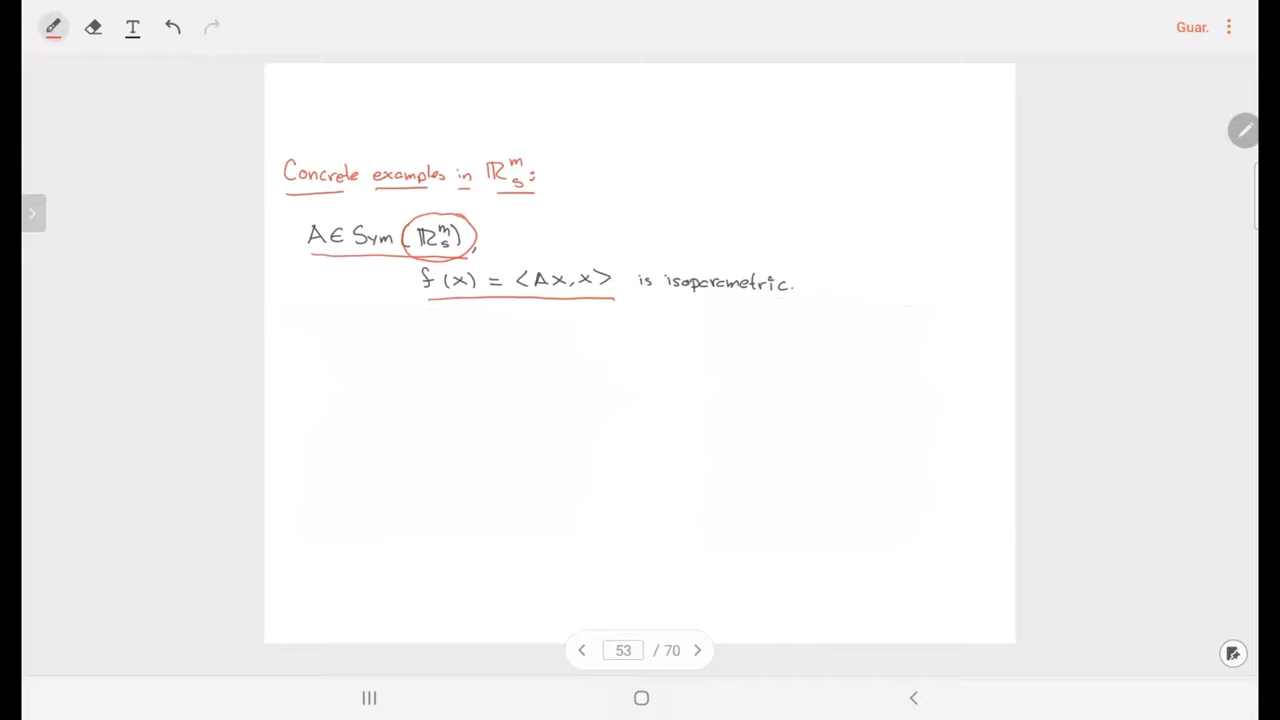 Guar.
Concrete examples in ℝ^m_s:
A ∈ Sym (ℝ^m_s),
f(x) = <Ax, x> is isoparametric.
53 / 70